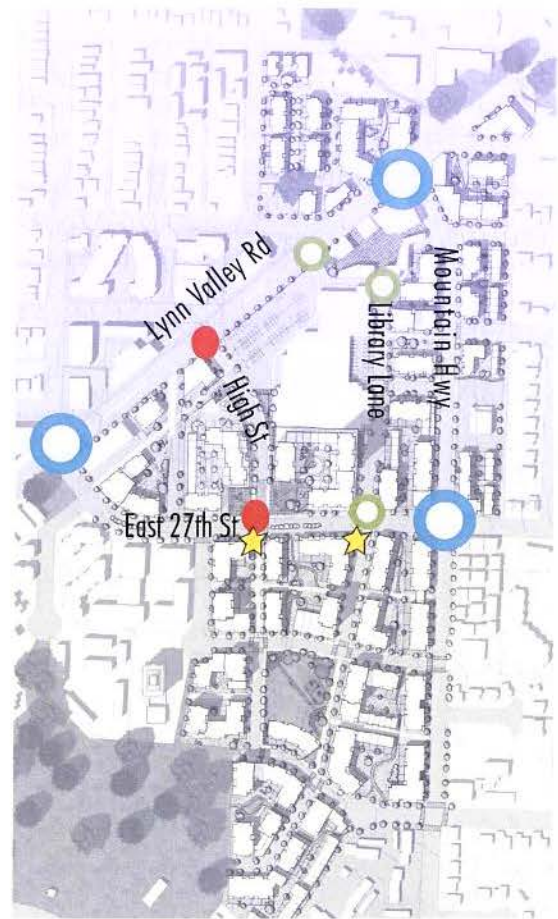 Lynn Valley Rd
Mountain Hwy
Library Lane
High St
East 27th St